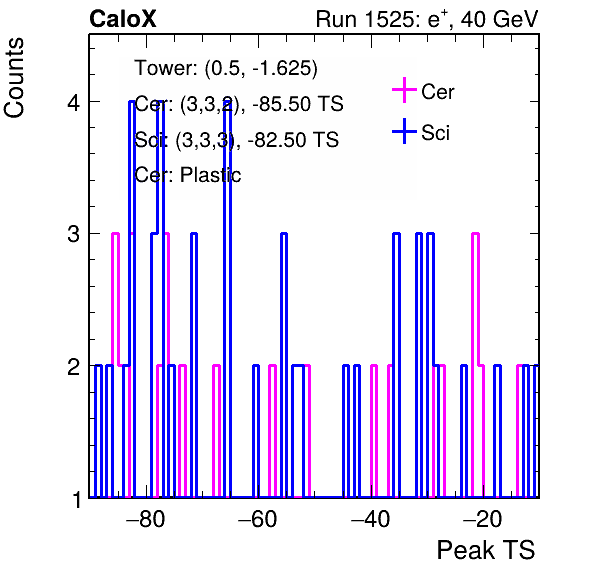 CaloX Run 1525: e⁺, 40 GeV
Counts
Tower: (0.5, -1.625)
Cer: (3,3,2), -85.50 TS
Sci: (3,3,3), -82.50 TS
Cer: Plastic
Cer
Sci
4
3
2
1
−80 −60 −40 −20
Peak TS